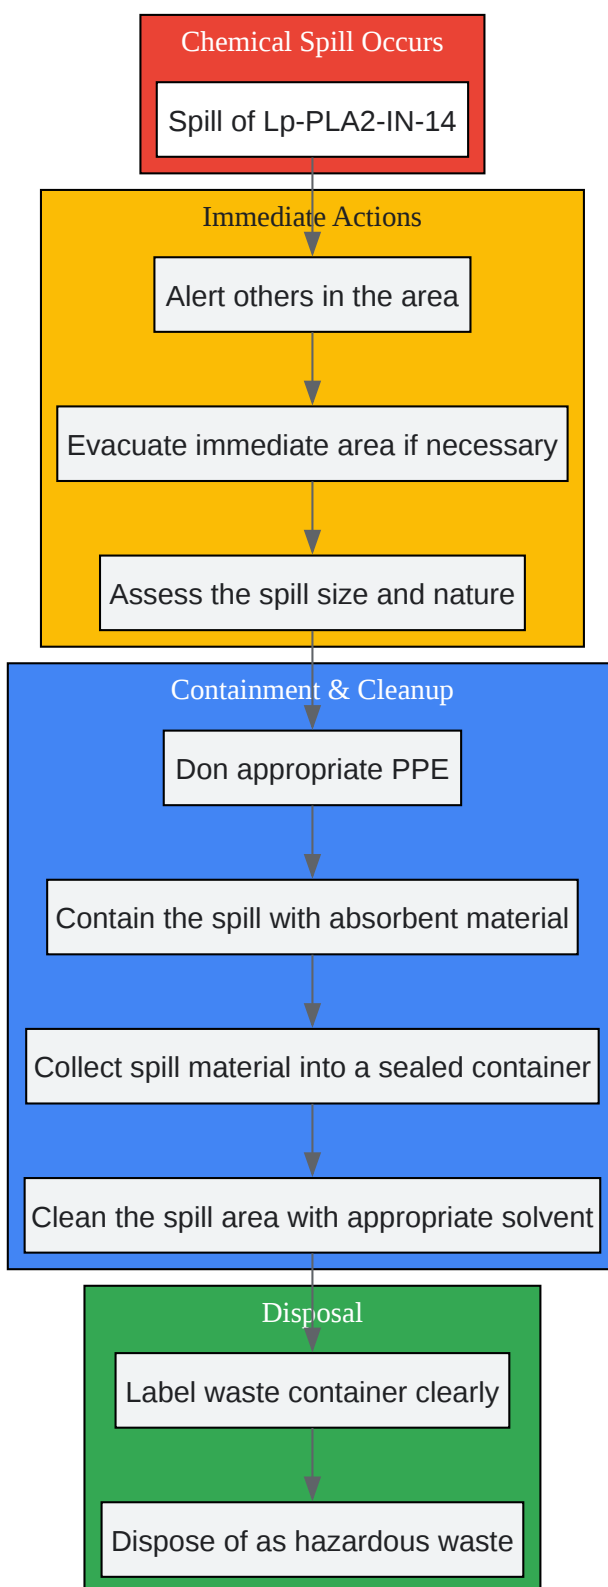 Chemical Spill Occurs
Spill of Lp-PLA2-IN-14
Immediate Actions
Alert others in the area
Evacuate immediate area if necessary
Assess the spill size and nature
Containment & Cleanup
Don appropriate PPE
Contain the spill with absorbent material
Collect spill material into a sealed container
Clean the spill area with appropriate solvent
Disposal
Label waste container clearly
Dispose of as hazardous waste